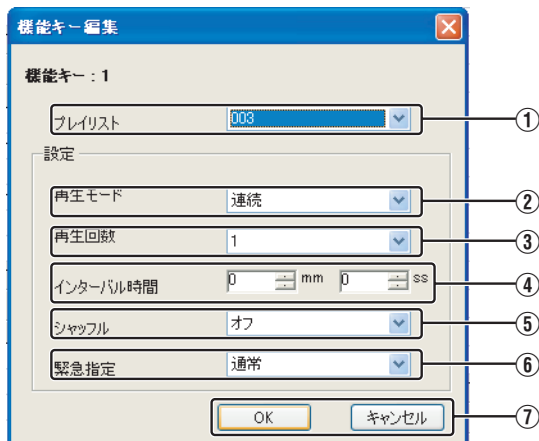 機能キー編集
機能キー : 1
プレイリスト 003 ①
設定
再生モード 連続 ②
再生回数 1 ③
インターバル時間 0 mm 0 ss ④
シャッフル オフ ⑤
緊急指定 通常 ⑥
OK キャンセル ⑦